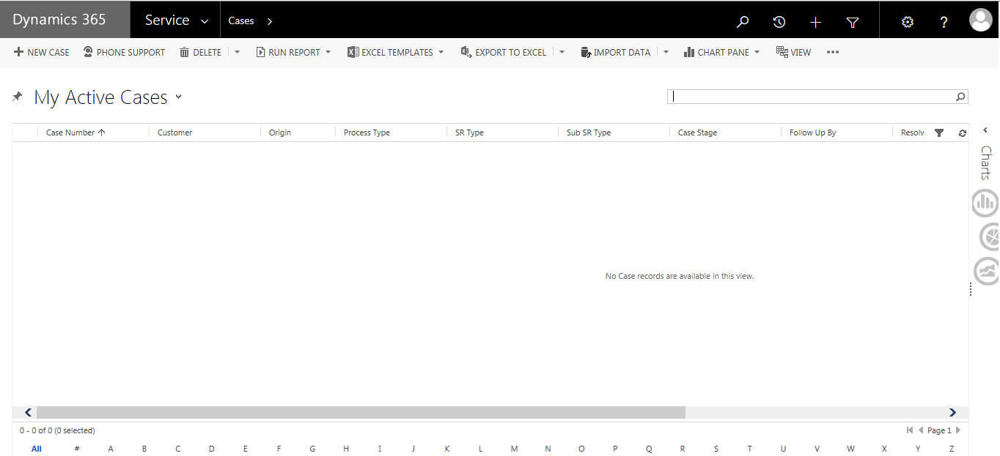 Dynamics 365 Service Cases
NEW CASE PHONE SUPPORT DELETE RUN REPORT EXCEL TEMPLATES EXPORT TO EXCEL IMPORT DATA CHART PANE VIEW •••
My Active Cases
Case Number Customer Origin Process Type SR Type Sub SR Type Case Stage Follow Up By Resolv
Charts
No Case records are available in this view.
0 - 0 of 0 (0 selected) Page 1
All # A B C D E F G H I J K L M N O P Q R S T U V W X Y Z